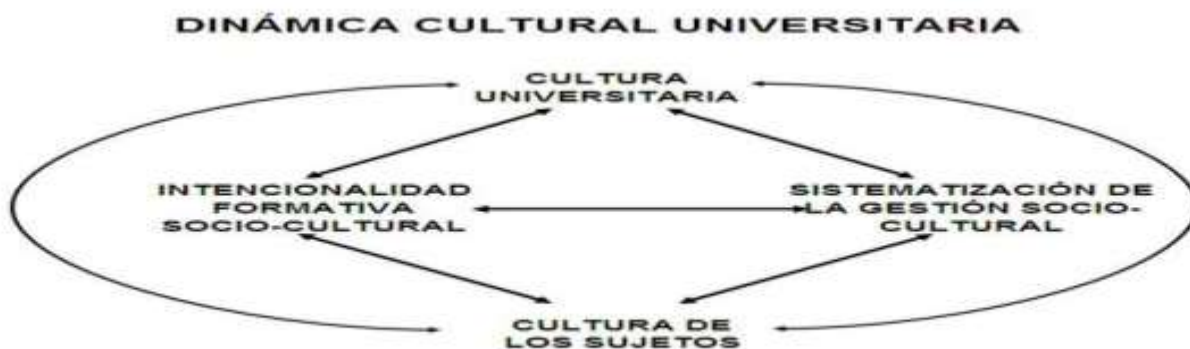 DINÁMICA CULTURAL UNIVERSITARIA
CULTURA
UNIVERSITARIA
INTENCIONALIDAD
FORMATIVA
SOCIO-CULTURAL
SISTEMATIZACIÓN DE
LA GESTIÓN SOCIO-
CULTURAL
CULTURA DE
LOS SUJETOS